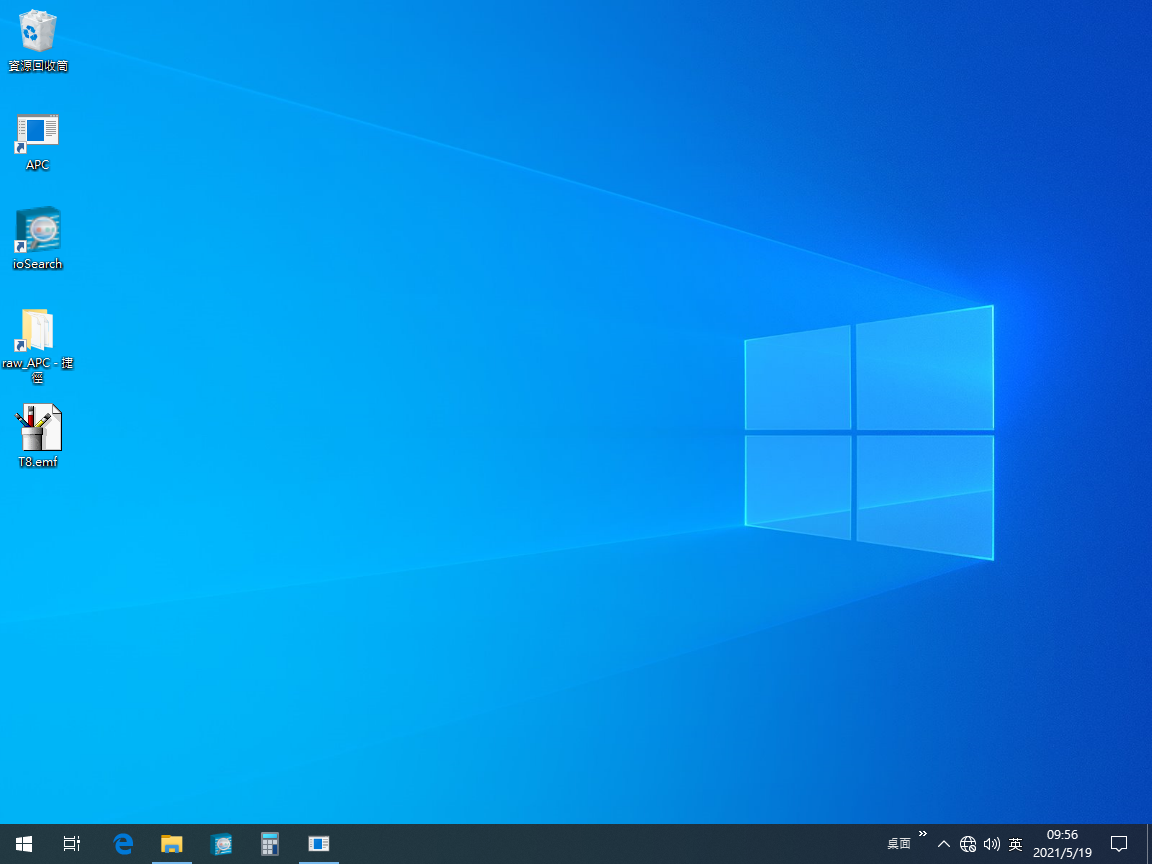 資源回收筒
APC
ioSearch
raw_APC - 捷
徑
T8.emf
桌面
»
英
09:56
2021/5/19